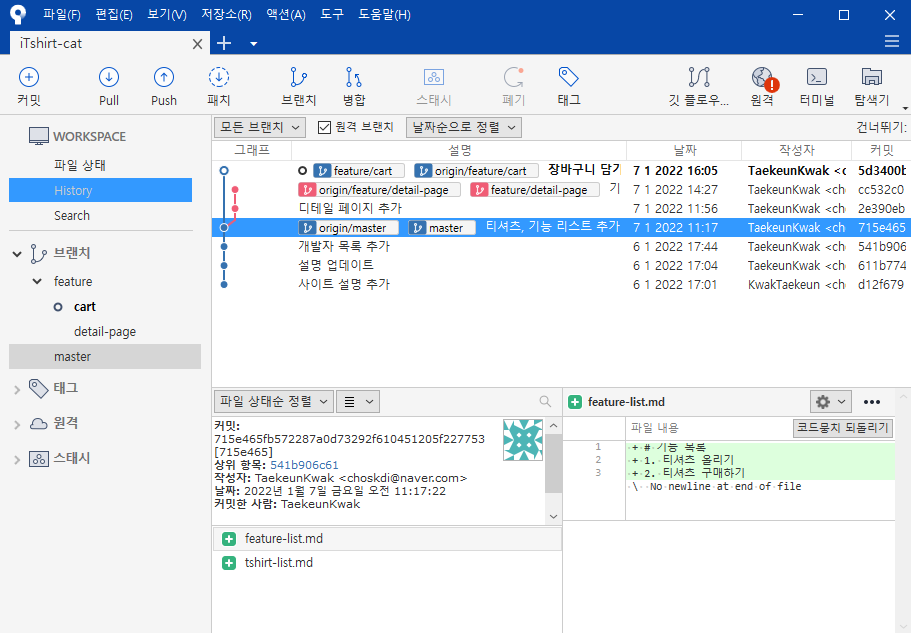 파일(F) 편집(E) 보기(V) 저장소(R) 액션(A) 도구 도움말(H)
iTshirt-cat
커밋 Pull Push 패치 브랜치 병합 스태시 폐기 태그 깃 플로우... 원격 터미널 탐색기
모든 브랜치 원격 브랜치 날짜순으로 정렬 건너뛰기:
WORKSPACE
파일 상태
History
Search
브랜치
feature
cart
detail-page
master
태그
원격
스태시
그래프 설명 날짜 작성자 커밋
feature/cart origin/feature/cart 장바구니 담기 7 1 2022 16:05 TaekeunKwak <c 5d3400b
origin/feature/detail-page feature/detail-page 기 7 1 2022 14:27 TaekeunKwak <cho cc532c0
디테일 페이지 추가 7 1 2022 11:56 TaekeunKwak <cho 2e390eb
origin/master master 티셔츠, 기능 리스트 추가 7 1 2022 11:17 TaekeunKwak <cho 715e465
개발자 목록 추가 6 1 2022 17:44 TaekeunKwak <cho 541b906
설명 업데이트 6 1 2022 17:04 TaekeunKwak <cho 611b774
사이트 설명 추가 6 1 2022 17:01 KwakTaekeun <cho d12f679
파일 상태순 정렬
커밋:
715e465fb572287a0d73292f610451205f227753
[715e465]
상위 항목: 541b906c61
작성자: TaekeunKwak <choskdi@naver.com>
날짜: 2022년 1월 7일 금요일 오전 11:17:22
커밋한 사람: TaekeunKwak
feature-list.md
tshirt-list.md
feature-list.md
파일 내용 코드뭉치 되돌리기
1 + # 기능 목록
2 + 1. 티셔츠 올리기
3 + 2. 티셔츠 구매하기
\ No newline at end of file